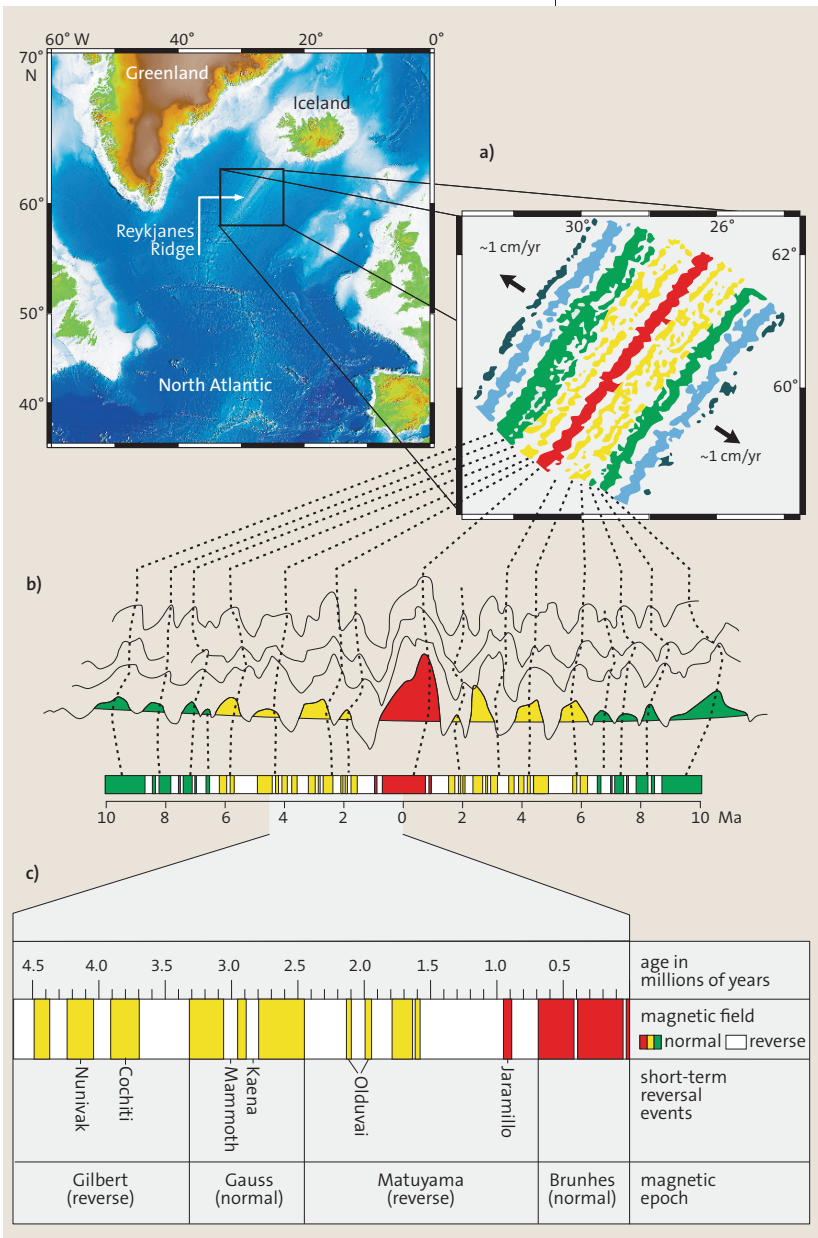 60° W 40° 20° 0°
70°
N
Greenland
Iceland
a)
60°
Reykjanes
Ridge
50°
North Atlantic
40°
30° 26°
~1 cm/yr
62°
60°
~1 cm/yr
b)
10 8 6 4 2 0 2 4 6 8 10 Ma
c)
4.5 4.0 3.5 3.0 2.5 2.0 1.5 1.0 0.5
age in
millions of years
magnetic field
normal reverse
Nunivak
Cochiti
Mammoth
Kaena
Olduvai
Jaramillo
short-term
reversal
events
Gilbert
(reverse)
Gauss
(normal)
Matuyama
(reverse)
Brunhes
(normal)
magnetic
epoch